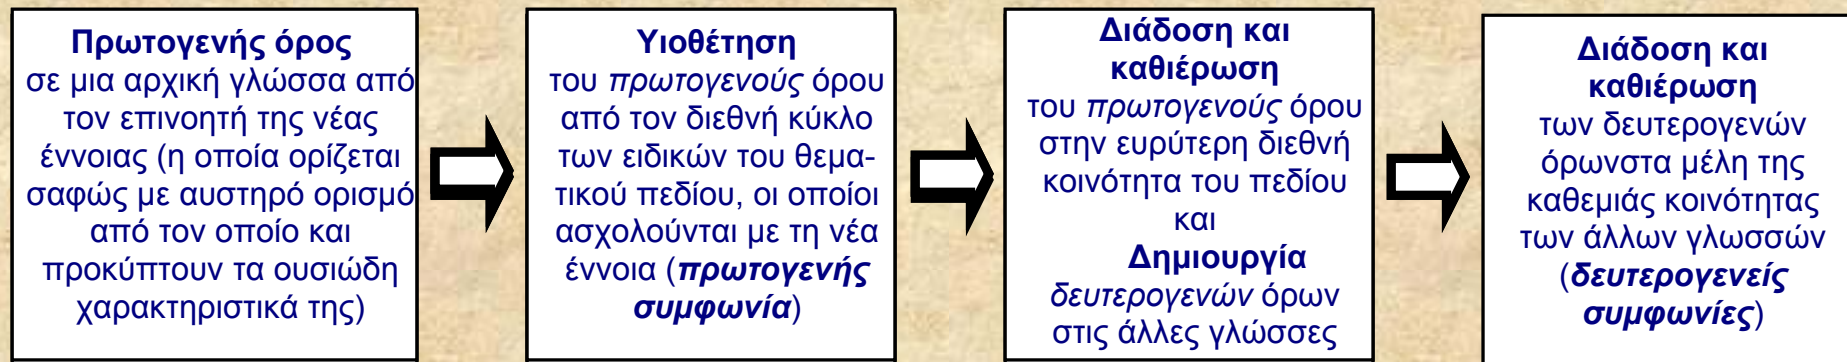 Πρωτογενής όρος
σε μια αρχική γλώσσα από
τον επινοητή της νέας
έννοιας (η οποία ορίζεται
σαφώς με αυστηρό ορισμό
από τον οποίο και
προκύπτουν τα ουσιώδη
χαρακτηριστικά της)
Υιοθέτηση
του πρωτογενούς όρου
από τον διεθνή κύκλο
των ειδικών του θεμα-
τικού πεδίου, οι οποίοι
ασχολούνται με τη νέα
έννοια (πρωτογενής
συμφωνία)
Διάδοση και
καθιέρωση
του πρωτογενούς όρου
στην ευρύτερη διεθνή
κοινότητα του πεδίου
και
Δημιουργία
δευτερογενών όρων
στις άλλες γλώσσες
Διάδοση και
καθιέρωση
των δευτερογενών
όρωνστα μέλη της
καθεμιάς κοινότητας
των άλλων γλωσσών
(δευτερογενείς
συμφωνίες)